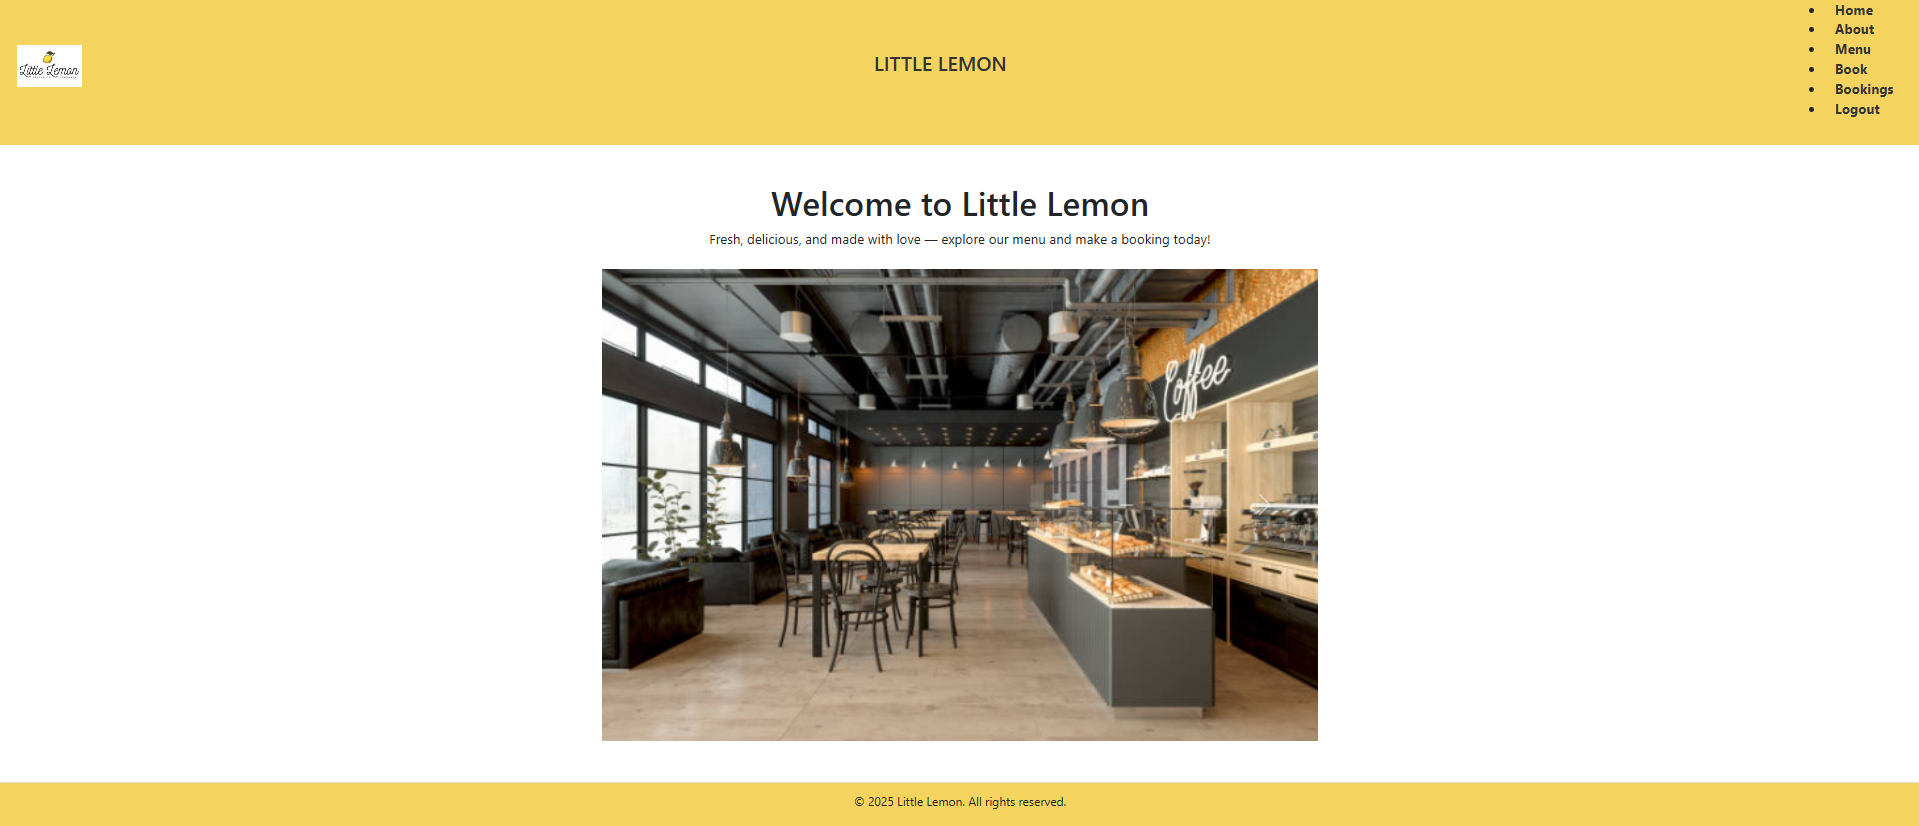 Little Lemon
LITTLE LEMON
Home
About
Menu
Book
Bookings
Logout
Welcome to Little Lemon
Fresh, delicious, and made with love — explore our menu and make a booking today!
Coffee
© 2025 Little Lemon. All rights reserved.